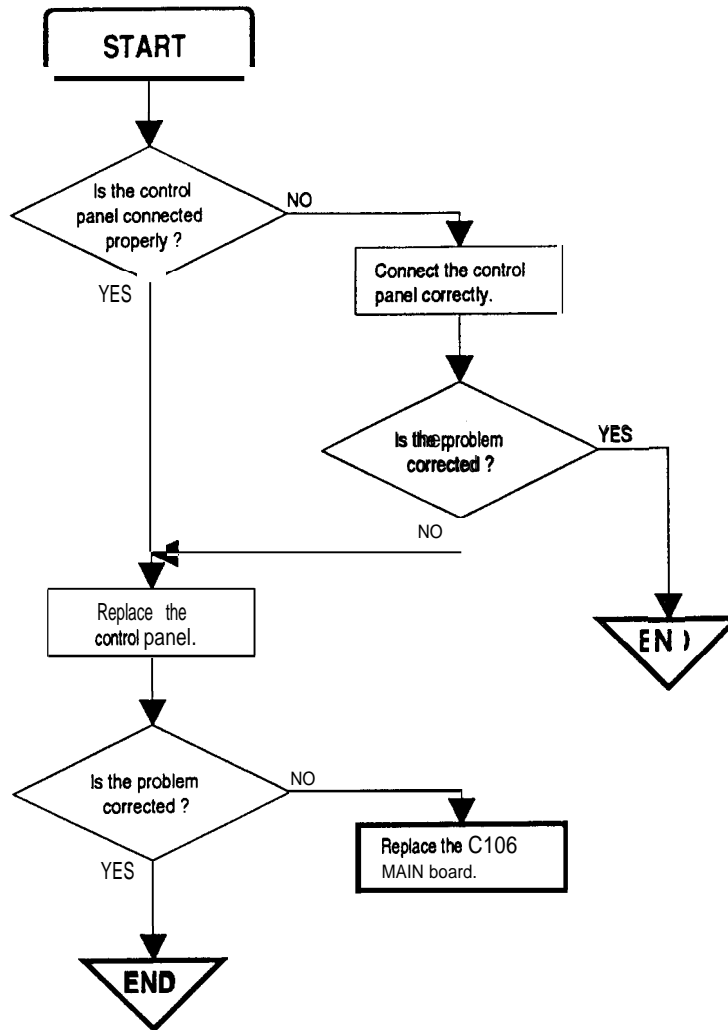 START
Is the control
panel connected
properly ?
NO
Connect the control
panel correctly.
YES
Is the problem
corrected ?
YES
NO
Replace the
control panel.
END
Is the problem
corrected ?
NO
Replace the C106
MAIN board.
YES
END